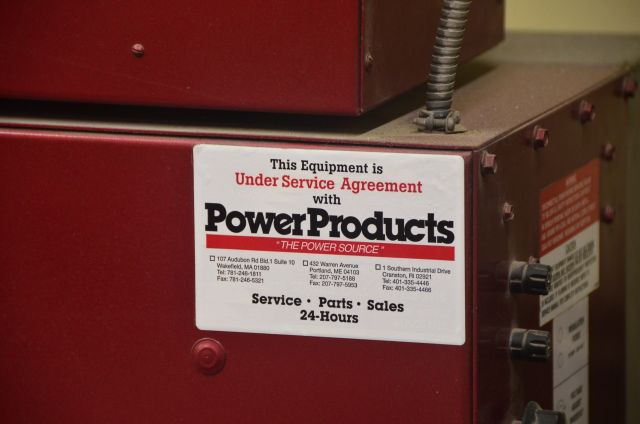 This Equipment is
Under Service Agreement
with
PowerProducts
"THE POWER SOURCE"
107 Audubon Rd Bld.1 Suite 10
Wakefield, MA 01880
Tel: 781-246-1811
Fax: 781-246-5321
432 Warren Avenue
Portland, ME 04103
Tel: 207-797-5188
Fax: 207-797-5953
1 Southern Industrial Drive
Cranston, RI 02921
Tel: 401-335-4446
Fax: 401-335-4466
Service · Parts · Sales
24-Hours
WARNING